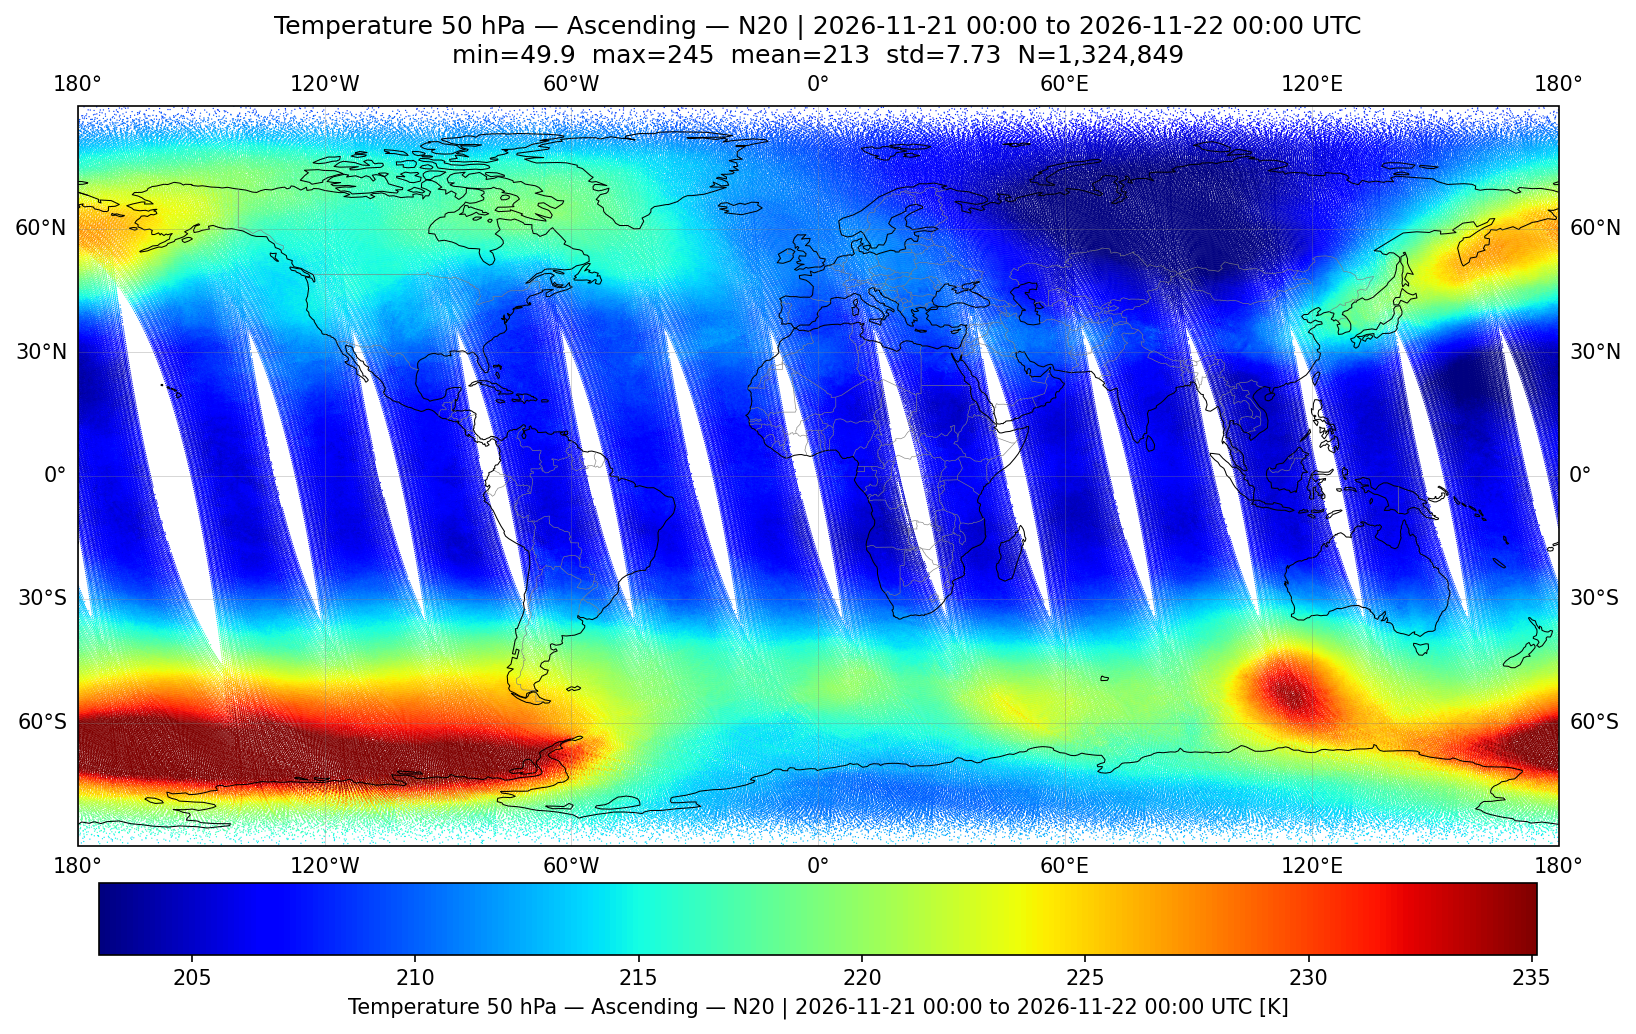 Temperature 50 hPa — Ascending — N20 | 2026-11-21 00:00 to 2026-11-22 00:00 UTC
min=49.9 max=245 mean=213 std=7.73 N=1,324,849
180° 120°W 60°W 0° 60°E 120°E 180°
60°N 60°N
30°N 30°N
0° 0°
30°S 30°S
60°S 60°S
180° 120°W 60°W 0° 60°E 120°E 180°
205 210 215 220 225 230 235
Temperature 50 hPa — Ascending — N20 | 2026-11-21 00:00 to 2026-11-22 00:00 UTC [K]